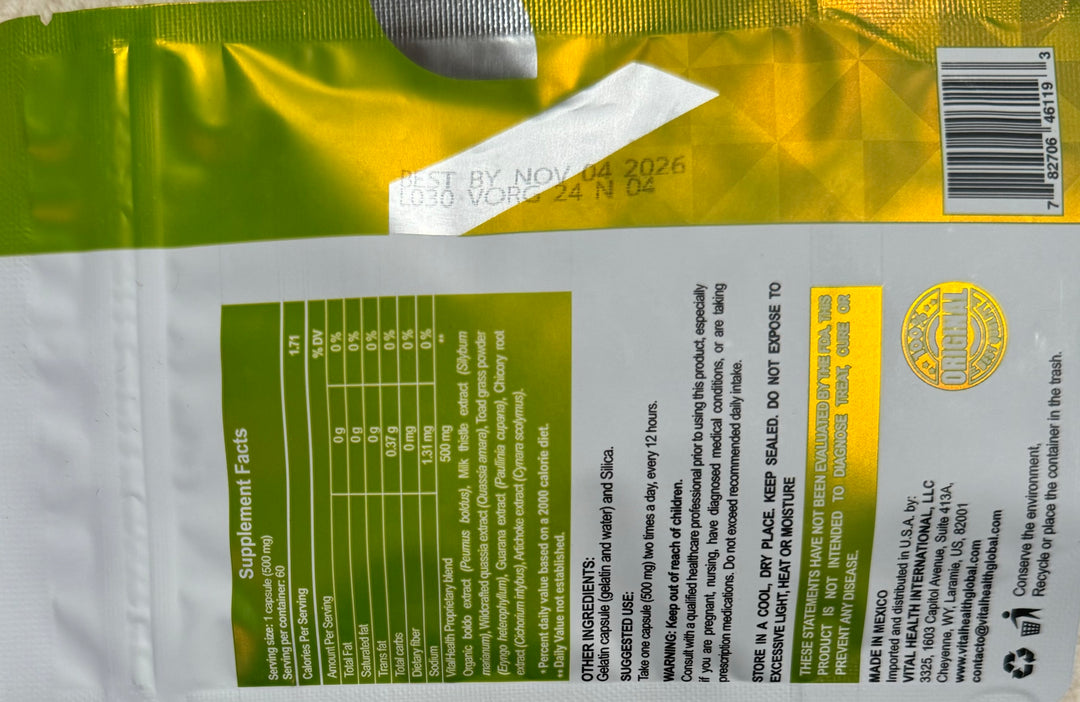 Supplement Facts
Serving size: 1 capsule (500 mg)
Serving per container: 60
Calories Per Serving 1.71
Amount Per Serving % DV
Total Fat 0 g 0 %
Saturated fat 0 g 0 %
Trans fat 0 g 0 %
Total carbs 0.37 g 0 %
Dietary fiber 0 mg 0 %
Sodium 1.31 mg 0 %
VitalHealth Proprietary blend 500 mg **
Organic boldo extract (Peumus boldus), Milk thistle extract (Silybum
marianum), Wildcrafted quassia extract (Quassia amara), Toad grass powder
(Eryngo heterophyllum), Guarana extract (Paullinia cupana), Chicory root
extract (Cichorium intybus), Artichoke extract (Cynara scolymus).
*Percent daily value based on a 2000 calorie diet.
**Daily Value not established.
OTHER INGREDIENTS:
Gelatin capsule (gelatin and water) and Silica.
SUGGESTED USE:
Take one capsule (500 mg) two times a day, every 12 hours.
WARNING: Keep out of reach of children.
Consult with a qualified healthcare professional prior to using this product, especially
if you are pregnant, nursing, have diagnosed medical conditions, or are taking
prescription medications. Do not exceed recommended daily intake.
STORE IN A COOL, DRY PLACE. KEEP SEALED. DO NOT EXPOSE TO
EXCESSIVE LIGHT, HEAT OR MOISTURE
THESE STATEMENTS HAVE NOT BEEN EVALUATED BY THE FDA. THIS
PRODUCT IS NOT INTENDED TO DIAGNOSE TREAT, CURE OR
PREVENT ANY DISEASE.
MADE IN MEXICO
Imported and distributed in U.S.A. by:
VITAL HEALTH INTERNATIONAL, LLC
3325, 1603 Capitol Avenue, Suite 413A,
Cheyenne, WY, Laramie, US, 82001
www.vitalhealthglobal.com
contacto@vitalhealthglobal.com
Conserve the environment,
Recycle or place the container in the trash.
100%
ORIGINAL
BEST BY NOV 04 2026
L030 VORG 24 N 04
7 82706 46119 3